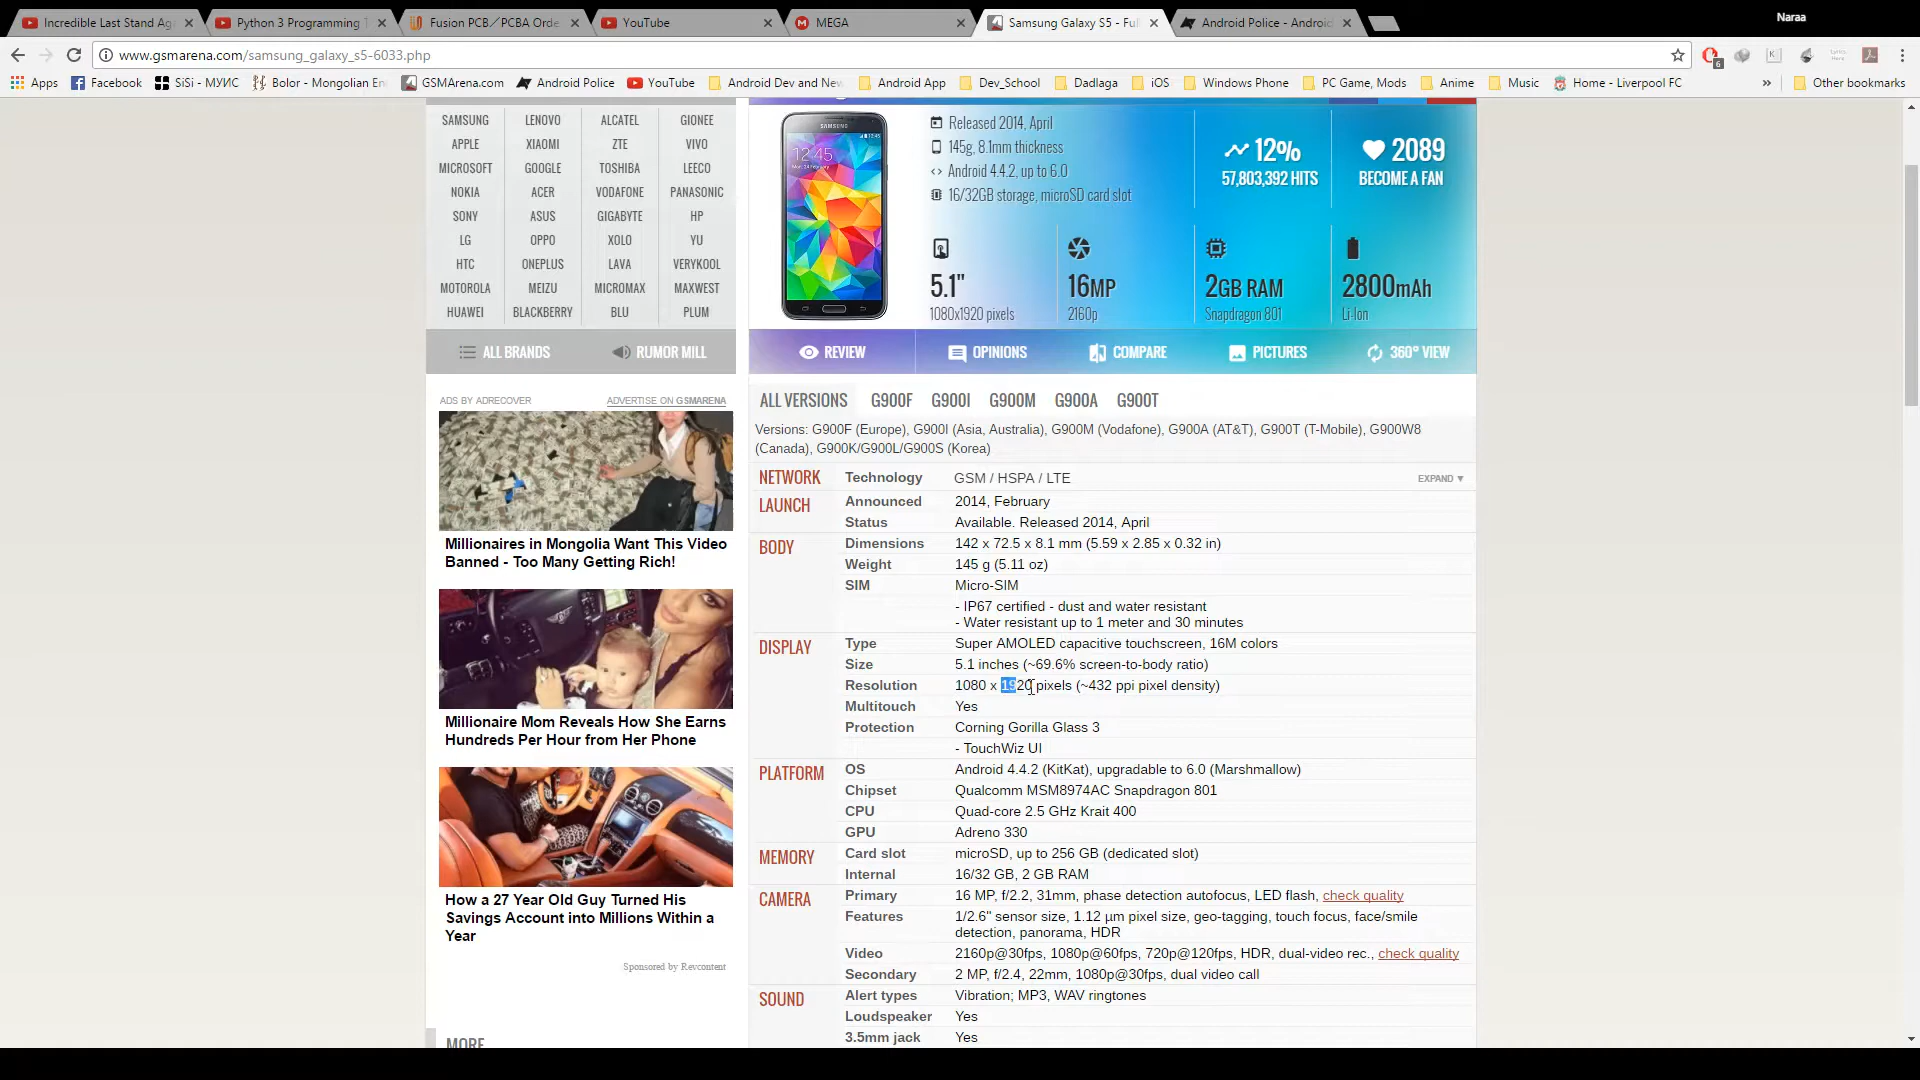 Incredible Last Stand Aga
Python 3 Programming T
Fusion PCB／PCBA Orde
YouTube
MEGA
Samsung Galaxy S5 - Ful
Android Police - Android
Naraa
www.gsmarena.com/samsung_galaxy_s5-6033.php
6
Apps
Facebook
SiSi - МУИС
Bolor - Mongolian En
GSMArena.com
Android Police
YouTube
Android Dev and New
Android App
Dev_School
Dadlaga
iOS
Windows Phone
PC Game, Mods
Anime
Music
Home - Liverpool FC
»
Other bookmarks
SAMSUNG LENOVO ALCATEL GIONEE
APPLE XIAOMI ZTE VIVO
MICROSOFT GOOGLE TOSHIBA LEECO
NOKIA ACER VODAFONE PANASONIC
SONY ASUS GIGABYTE HP
LG OPPO XOLO YU
HTC ONEPLUS LAVA VERYKOOL
MOTOROLA MEIZU MICROMAX MAXWEST
HUAWEI BLACKBERRY BLU PLUM
ALL BRANDS RUMOR MILL
ADS BY ADRECOVER ADVERTISE ON GSMARENA
Millionaires in Mongolia Want This Video
Banned - Too Many Getting Rich!
Millionaire Mom Reveals How She Earns
Hundreds Per Hour from Her Phone
How a 27 Year Old Guy Turned His
Savings Account into Millions Within a
Year
Sponsored by Revcontent
MORE
SAMSUNG
12:45
Released 2014, April
145g, 8.1mm thickness
Android 4.4.2, up to 6.0
16/32GB storage, microSD card slot
12%
57,803,392 HITS
2089
BECOME A FAN
5.1"
1080x1920 pixels
16MP
2160p
2GB RAM
Snapdragon 801
2800mAh
Li-Ion
REVIEW OPINIONS COMPARE PICTURES 360° VIEW
ALL VERSIONS G900F G900I G900M G900A G900T
Versions: G900F (Europe), G900I (Asia, Australia), G900M (Vodafone), G900A (AT&T), G900T (T-Mobile), G900W8
(Canada), G900K/G900L/G900S (Korea)
NETWORK Technology GSM / HSPA / LTE EXPAND ▼
LAUNCH Announced 2014, February
Status Available. Released 2014, April
BODY Dimensions 142 x 72.5 x 8.1 mm (5.59 x 2.85 x 0.32 in)
Weight 145 g (5.11 oz)
SIM Micro-SIM
- IP67 certified - dust and water resistant
- Water resistant up to 1 meter and 30 minutes
DISPLAY Type Super AMOLED capacitive touchscreen, 16M colors
Size 5.1 inches (~69.6% screen-to-body ratio)
Resolution 1080 x 1920 pixels (~432 ppi pixel density)
Multitouch Yes
Protection Corning Gorilla Glass 3
- TouchWiz UI
PLATFORM OS Android 4.4.2 (KitKat), upgradable to 6.0 (Marshmallow)
Chipset Qualcomm MSM8974AC Snapdragon 801
CPU Quad-core 2.5 GHz Krait 400
GPU Adreno 330
MEMORY Card slot microSD, up to 256 GB (dedicated slot)
Internal 16/32 GB, 2 GB RAM
CAMERA Primary 16 MP, f/2.2, 31mm, phase detection autofocus, LED flash, check quality
Features 1/2.6" sensor size, 1.12 µm pixel size, geo-tagging, touch focus, face/smile
detection, panorama, HDR
Video 2160p@30fps, 1080p@60fps, 720p@120fps, HDR, dual-video rec., check quality
Secondary 2 MP, f/2.4, 22mm, 1080p@30fps, dual video call
SOUND Alert types Vibration; MP3, WAV ringtones
Loudspeaker Yes
3.5mm jack Yes